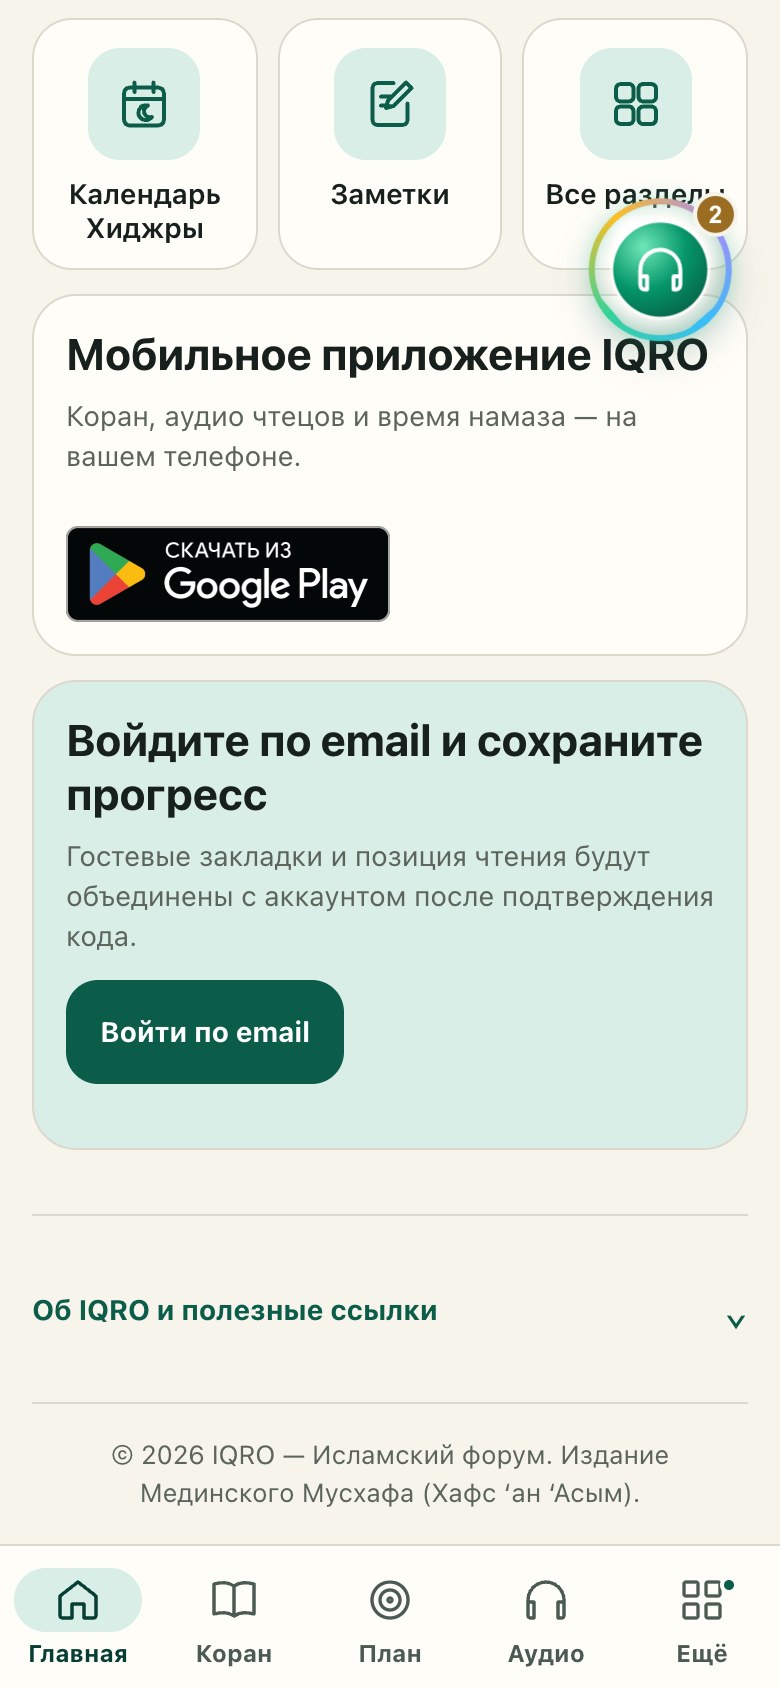 Календарь
Хиджры
Заметки
Все разделы
2
Мобильное приложение IQRO
Коран, аудио чтецов и время намаза — на
вашем телефоне.
СКАЧАТЬ ИЗ
Google Play
Войдите по email и сохраните
прогресс
Гостевые закладки и позиция чтения будут
объединены с аккаунтом после подтверждения
кода.
Войти по email
Об IQRO и полезные ссылки
© 2026 IQRO — Исламский форум. Издание
Мединского Мусхафа (Хафс ‘ан ‘Асым).
Главная
Коран
План
Аудио
Ещё